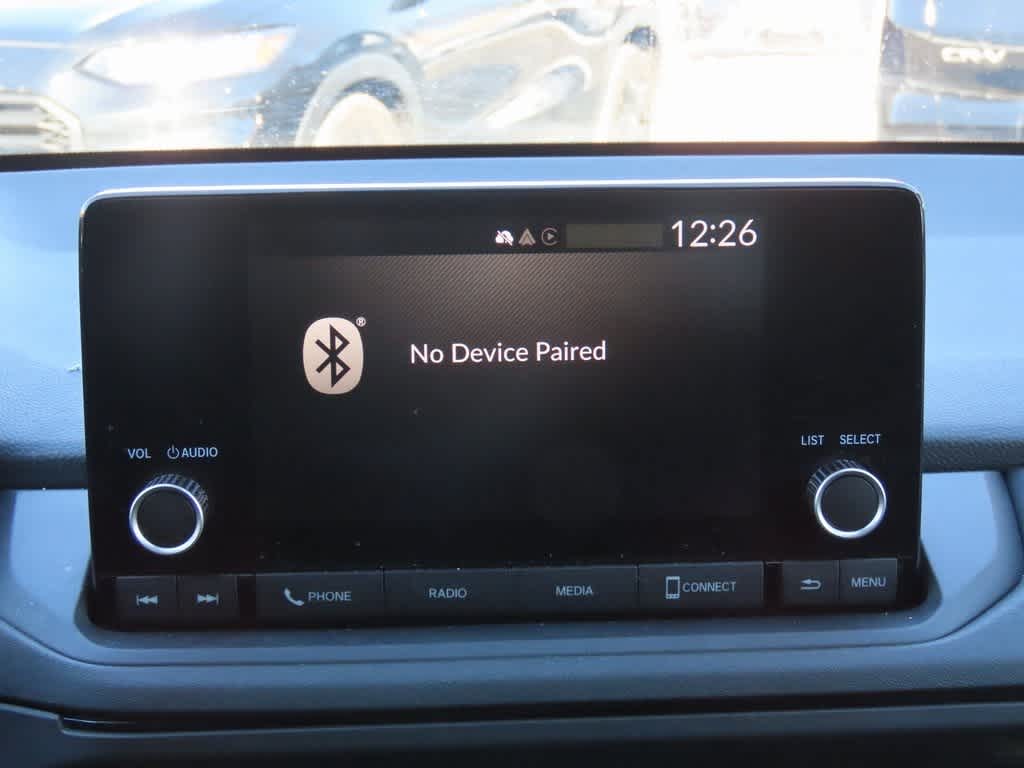 CR-V
12:26
®
No Device Paired
VOL AUDIO
LIST SELECT
PHONE RADIO MEDIA CONNECT MENU